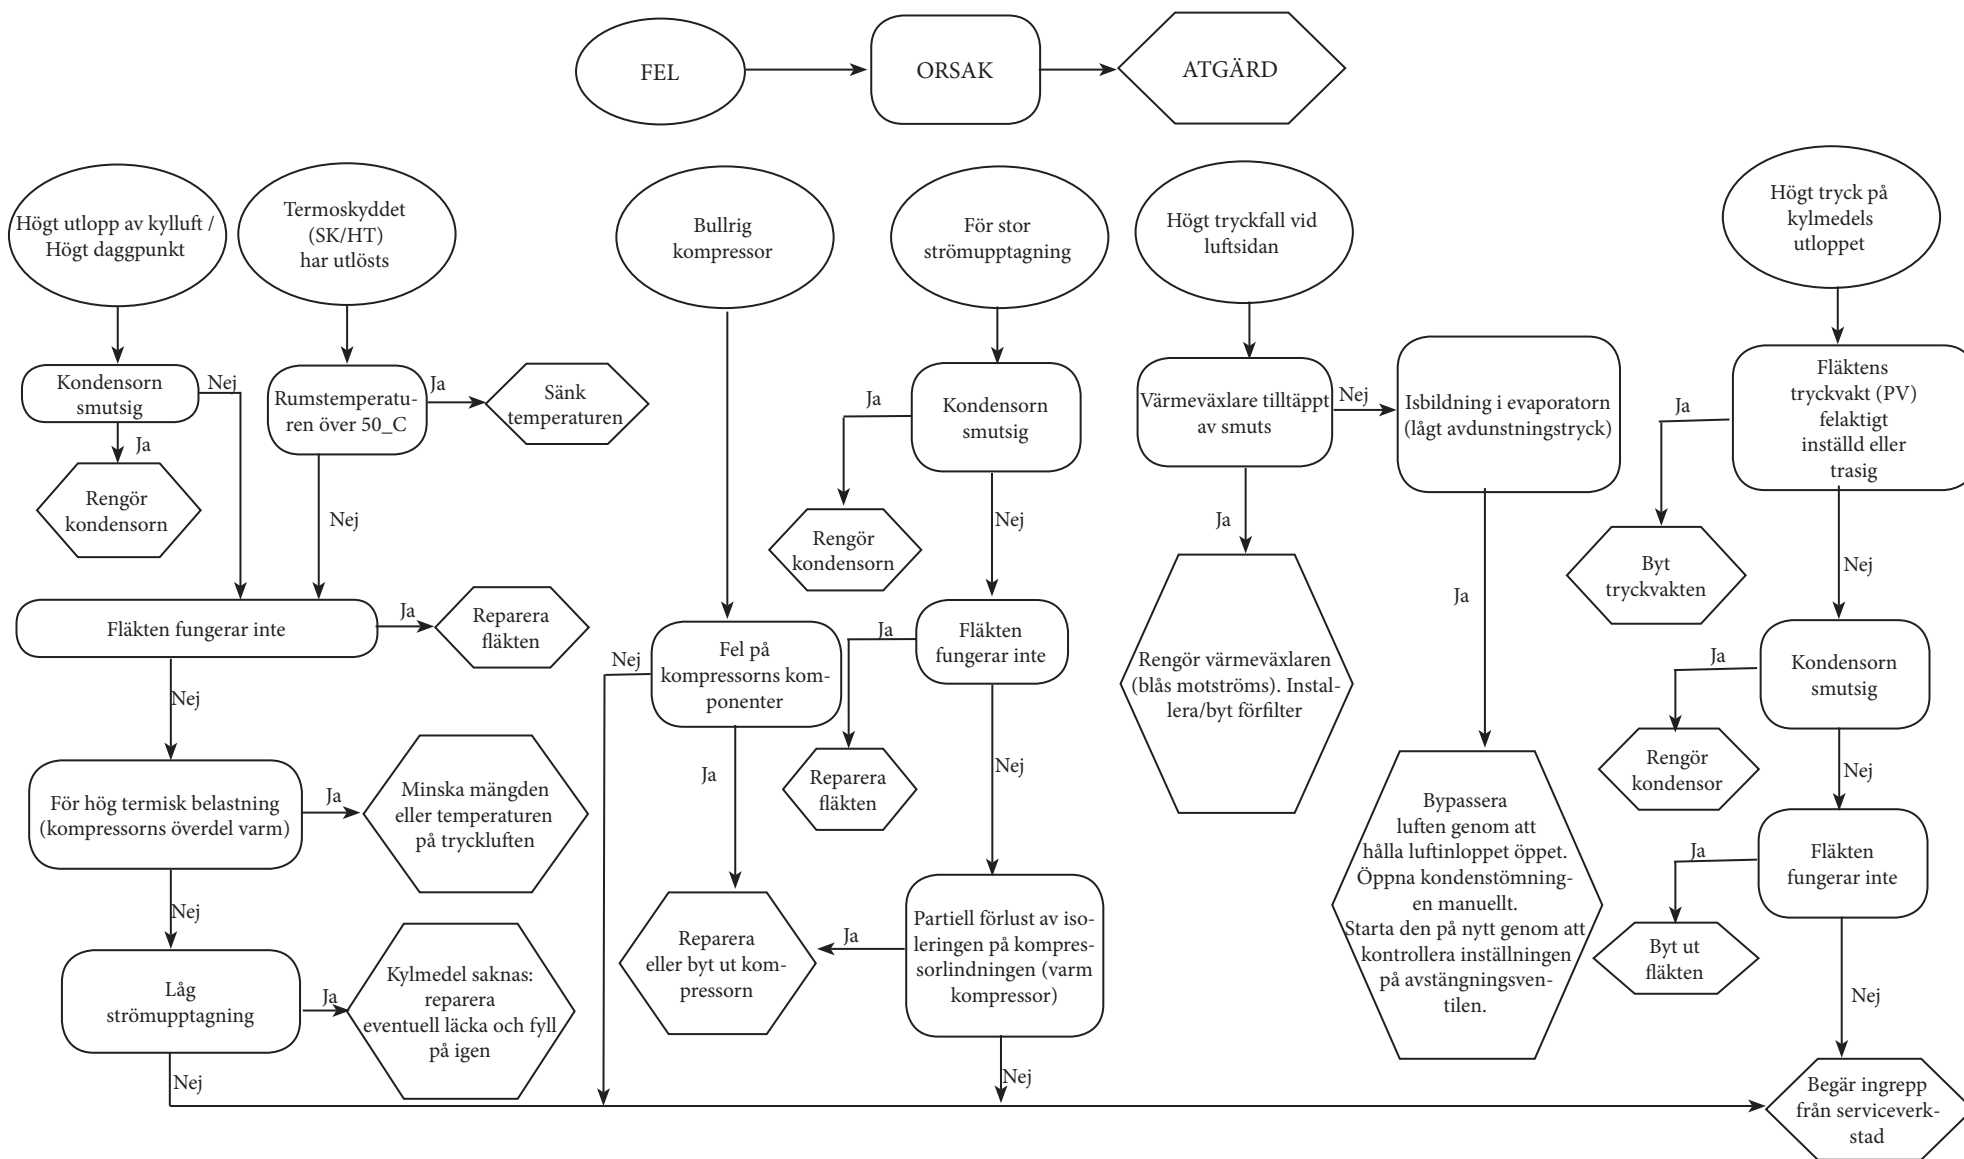 FEL
ORSAK
ATGÄRD
Högt utlopp av kylluft /
Högt daggpunkt
Kondensorn
smutsig
Nej
Ja
Rengör
kondensorn
Termoskyddet
(SK/HT)
har utlösts
Rumstemperatu-
ren över 50_C
Ja
Sänk
temperaturen
Nej
Fläkten fungerar inte
Ja
Reparera
fläkten
Nej
För hög termisk belastning
(kompressorns överdel varm)
Ja
Minska mängden
eller temperaturen
på tryckluften
Nej
Låg
strömupptagning
Ja
Kylmedel saknas:
reparera
eventuell läcka och fyll
på igen
Nej
Bullrig
kompressor
Nej
Fel på
kompressorns kom-
ponenter
Ja
Reparera
eller byt ut kom-
pressorn
För stor
strömupptagning
Ja
Kondensorn
smutsig
Rengör
kondensorn
Nej
Ja
Fläkten
fungerar inte
Reparera
fläkten
Nej
Ja
Partiell förlust av iso-
leringen på kompres-
sorlindningen (varm
kompressor)
Nej
Högt tryckfall vid
luftsidan
Värmeväxlare tilltäppt
av smuts
Nej
Ja
Rengör värmeväxlaren
(blås motströms). Instal-
lera/byt förfilter
Isbildning i evaporatorn
(lågt avdunstningstryck)
Ja
Bypassera
luften genom att
hålla luftinloppet öppet.
Öppna kondenstömning-
en manuellt.
Starta den på nytt genom att
kontrollera inställningen
på avstängningsven-
tilen.
Högt tryck på
kylmedels
utloppet
Ja
Fläktens
tryckvakt (PV)
felaktigt
inställd eller
trasig
Byt
tryckvakten
Nej
Ja
Kondensorn
smutsig
Rengör
kondensor
Nej
Ja
Fläkten
fungerar inte
Byt ut
fläkten
Nej
Begär ingrepp
från serviceverk-
stad